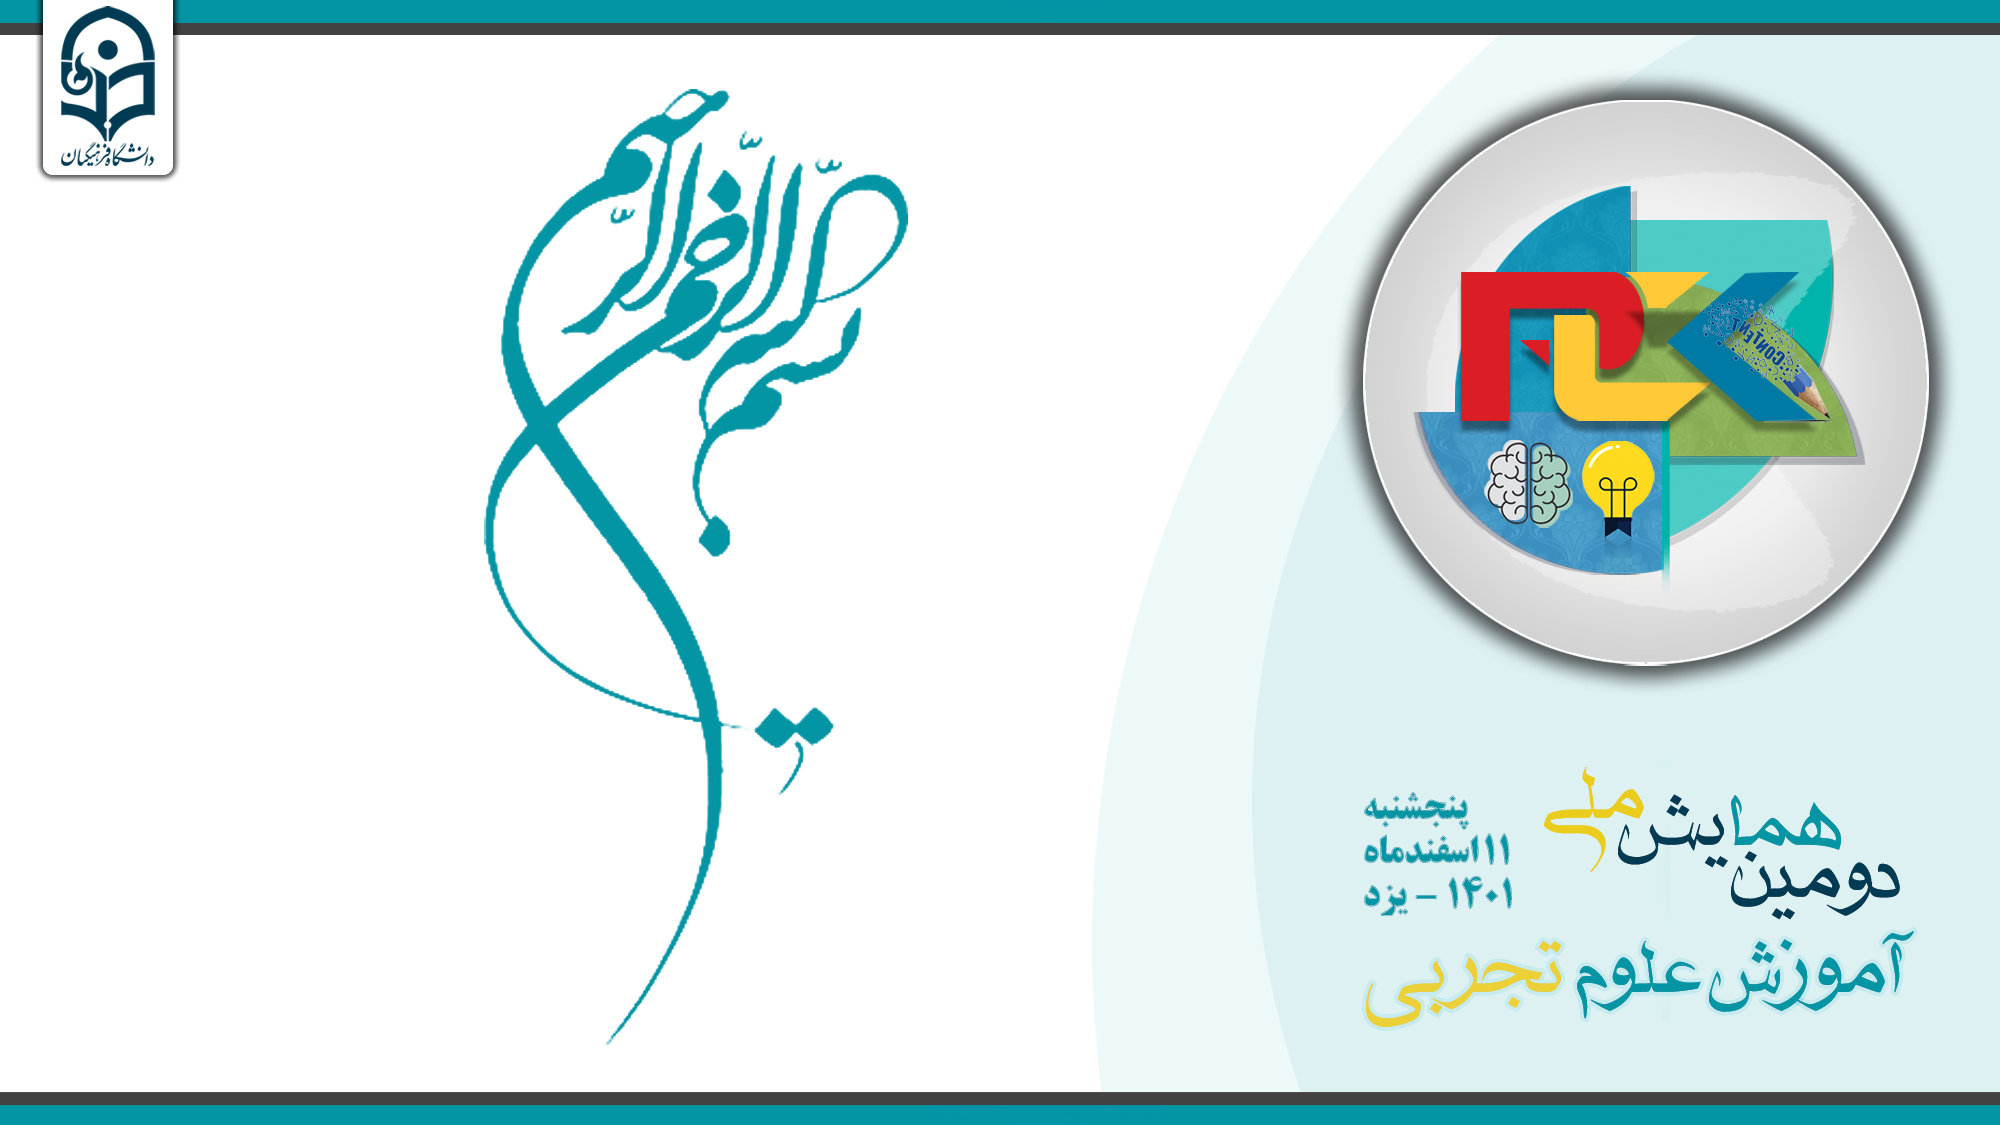 دانشگاه فرهنگیان
بسم الله الرحمن الرحیم
PCK
CONTENT
دومین همایش ملی
پنجشنبه
۱۱ اسفندماه
۱۴۰۱ - یزد
آموزش علوم تجربی